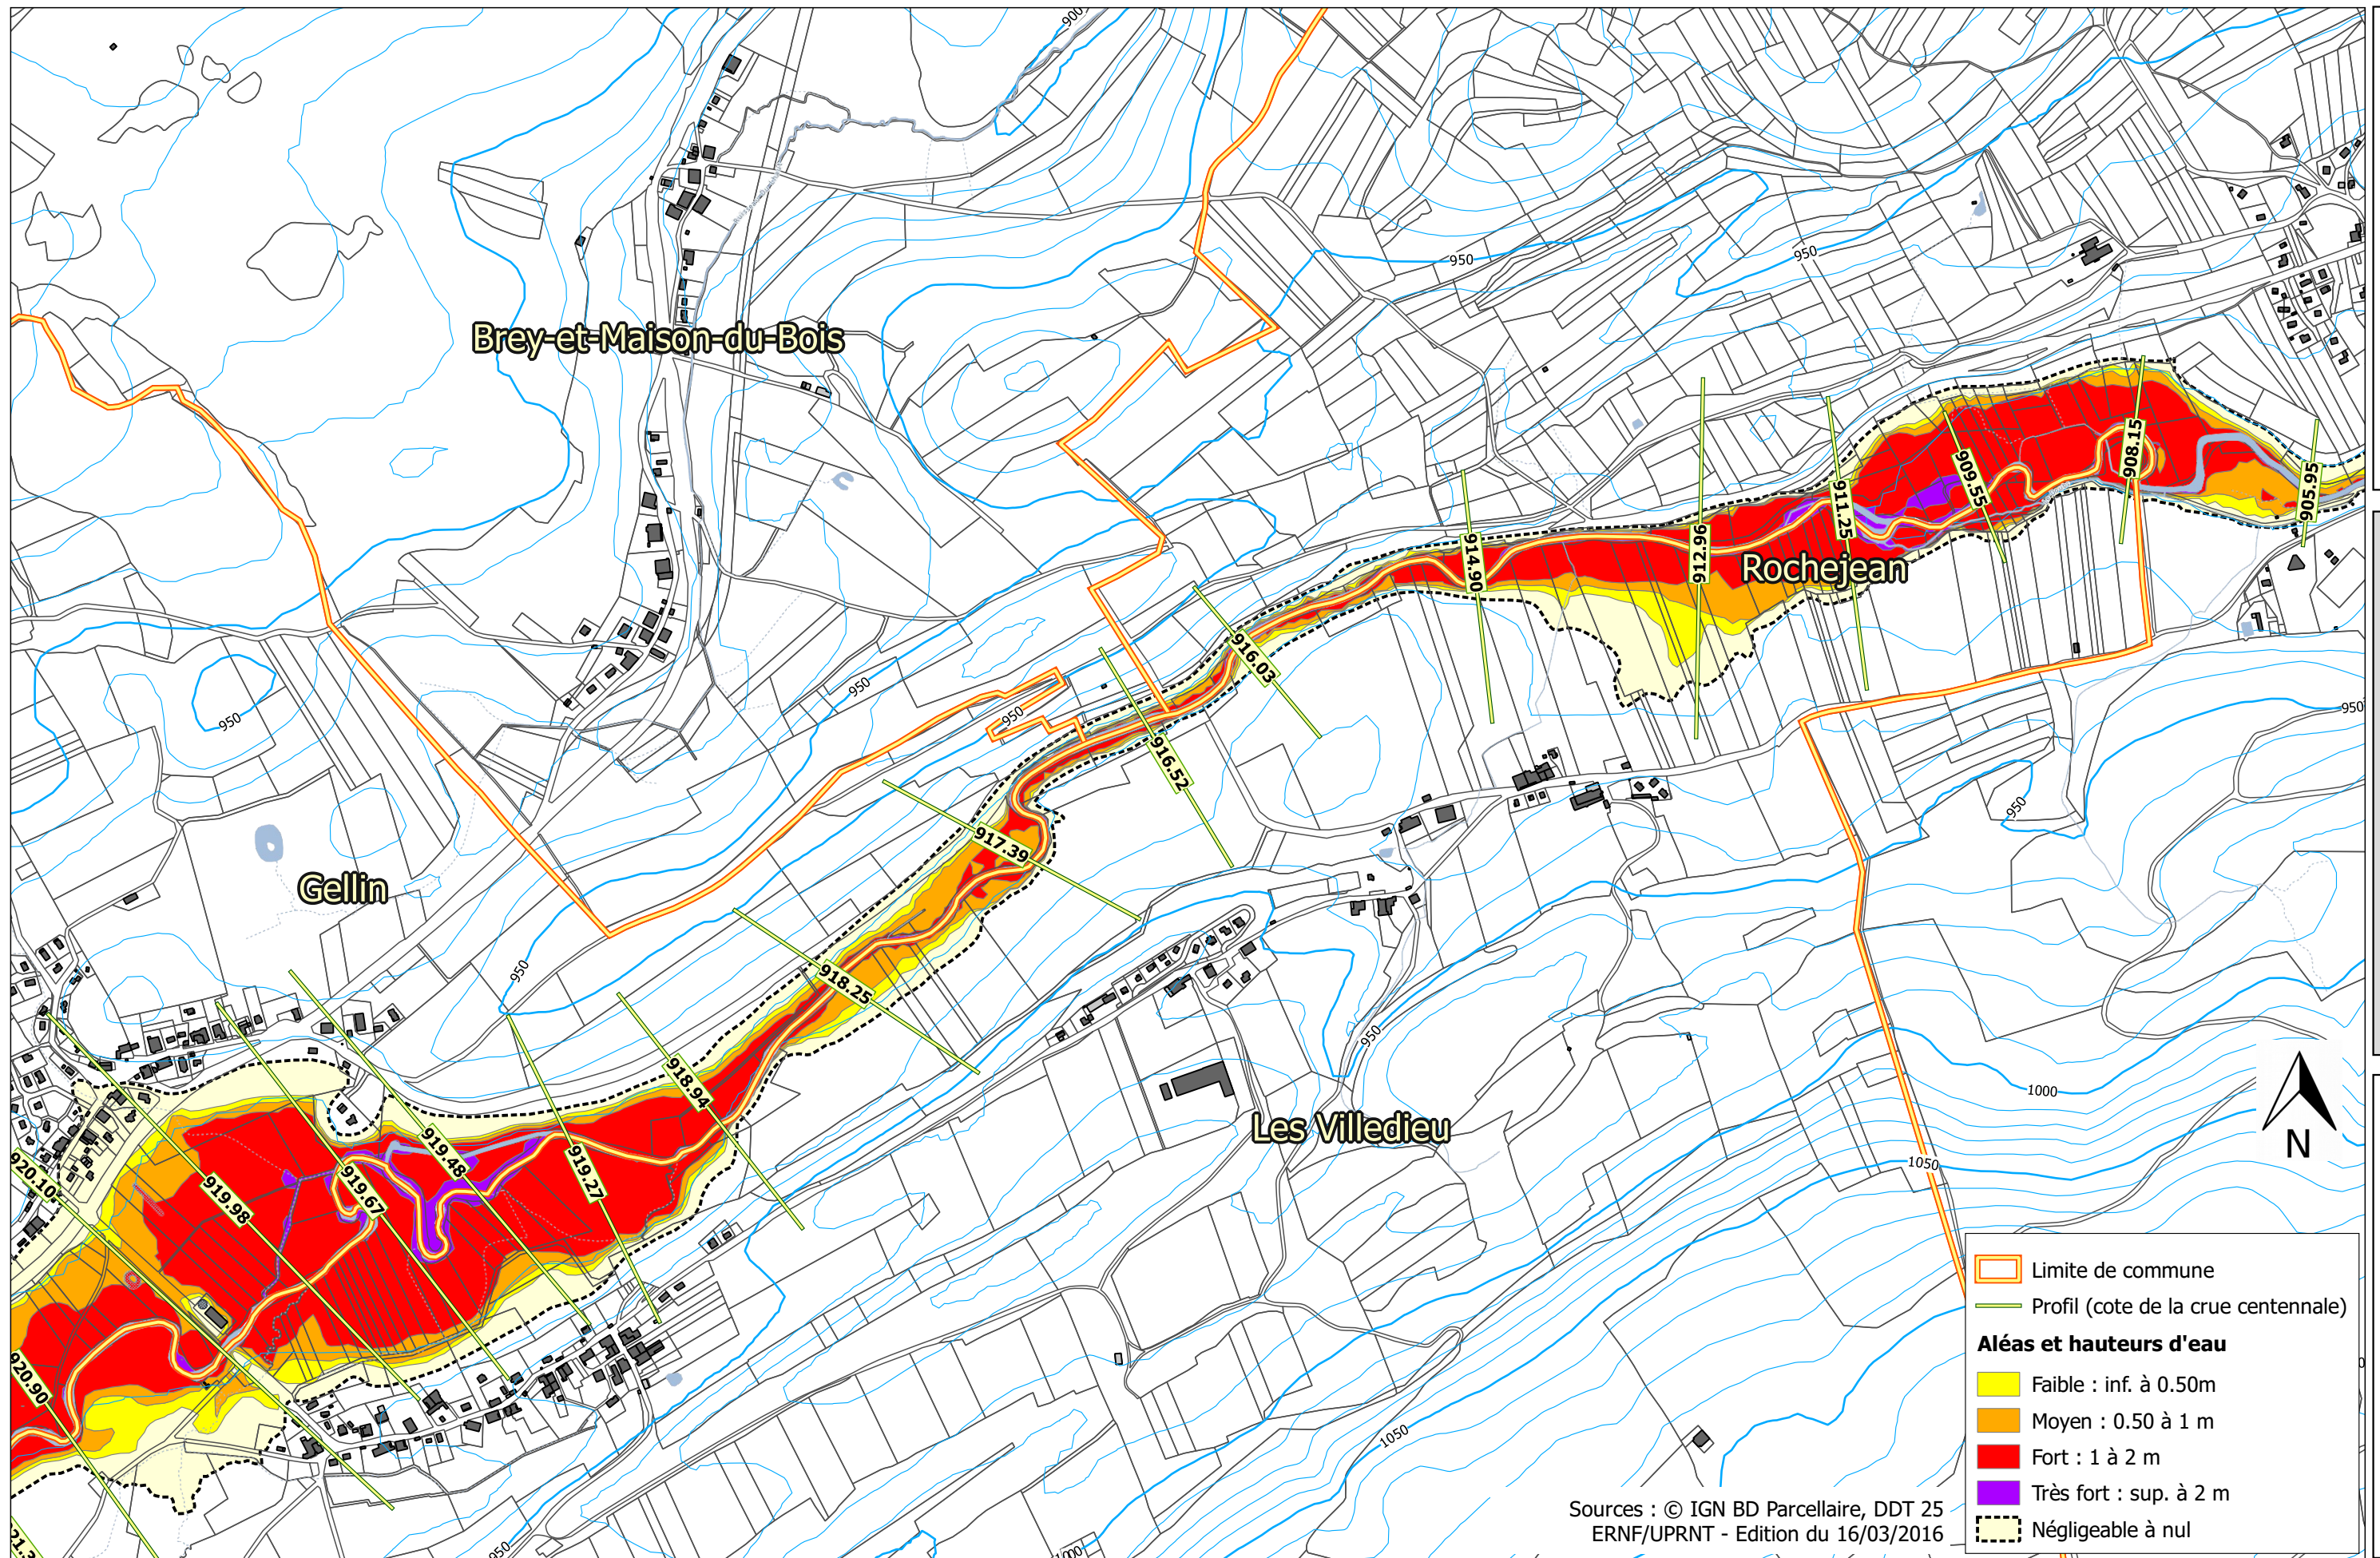 900
950
950
Brey-et-Maison-du-Bois
908.15
909.55
905.95
911.25
912.96
914.90
Rochejean
916.03
950
950
950
950
916.52
950
917.39
Gellin
918.25
950
950
918.94
1000
Les Villedieu
919.48
919.27
1050
920.10
919.98
919.67
N
920.90
1050
950
1000
Limite de commune
Profil (cote de la crue centennale)
Aléas et hauteurs d'eau
Faible : inf. à 0.50m
Moyen : 0.50 à 1 m
Fort : 1 à 2 m
Très fort : sup. à 2 m
Négligeable à nul
Sources : © IGN BD Parcellaire, DDT 25
ERNF/UPRNT - Edition du 16/03/2016